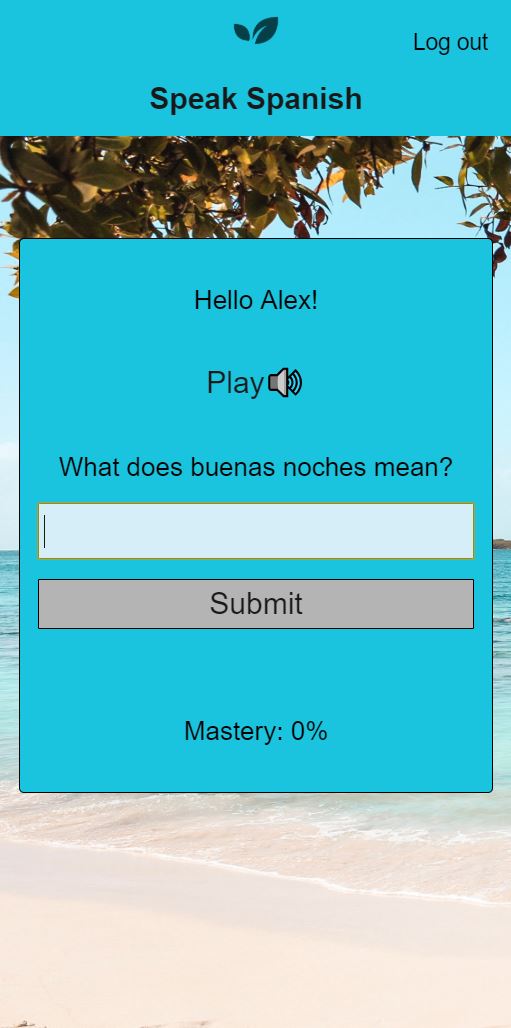 Log out
Speak Spanish
Hello Alex!
Play
What does buenas noches mean?
Submit
Mastery: 0%